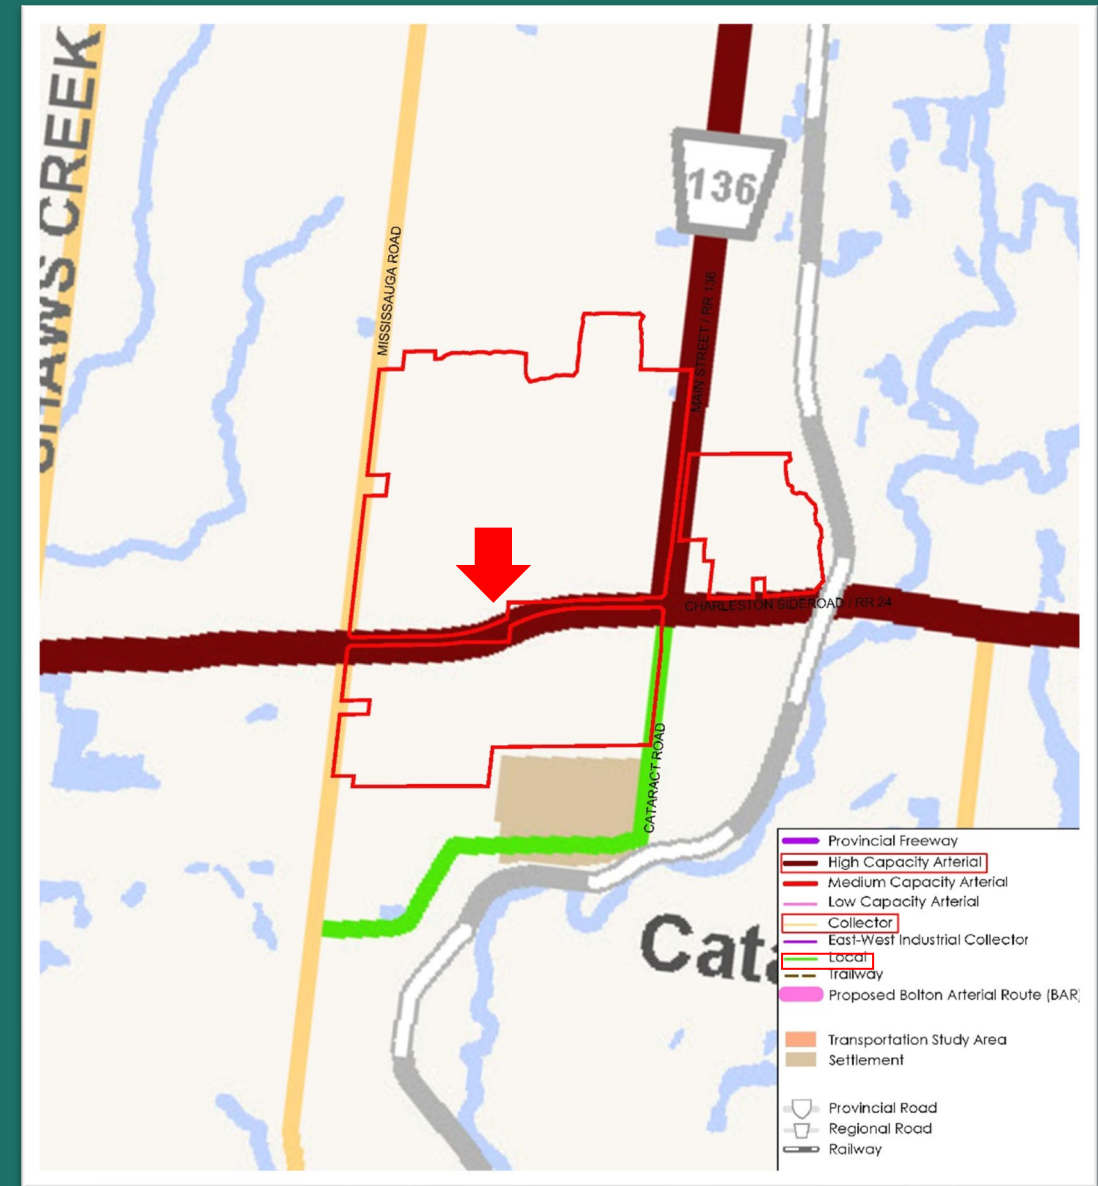 SHAWS CREEK
136
MISSISSAUGA ROAD
MAIN STREET / RR 136
CHARLESTON SIDEROAD / RR 24
CATARACT ROAD
Cata
Provincial Freeway
High Capacity Arterial
Medium Capacity Arterial
Low Capacity Arterial
Collector
East-West Industrial Collector
Local
Trailway
Proposed Bolton Arterial Route (BAR)
Transportation Study Area
Settlement
Provincial Road
Regional Road
Railway